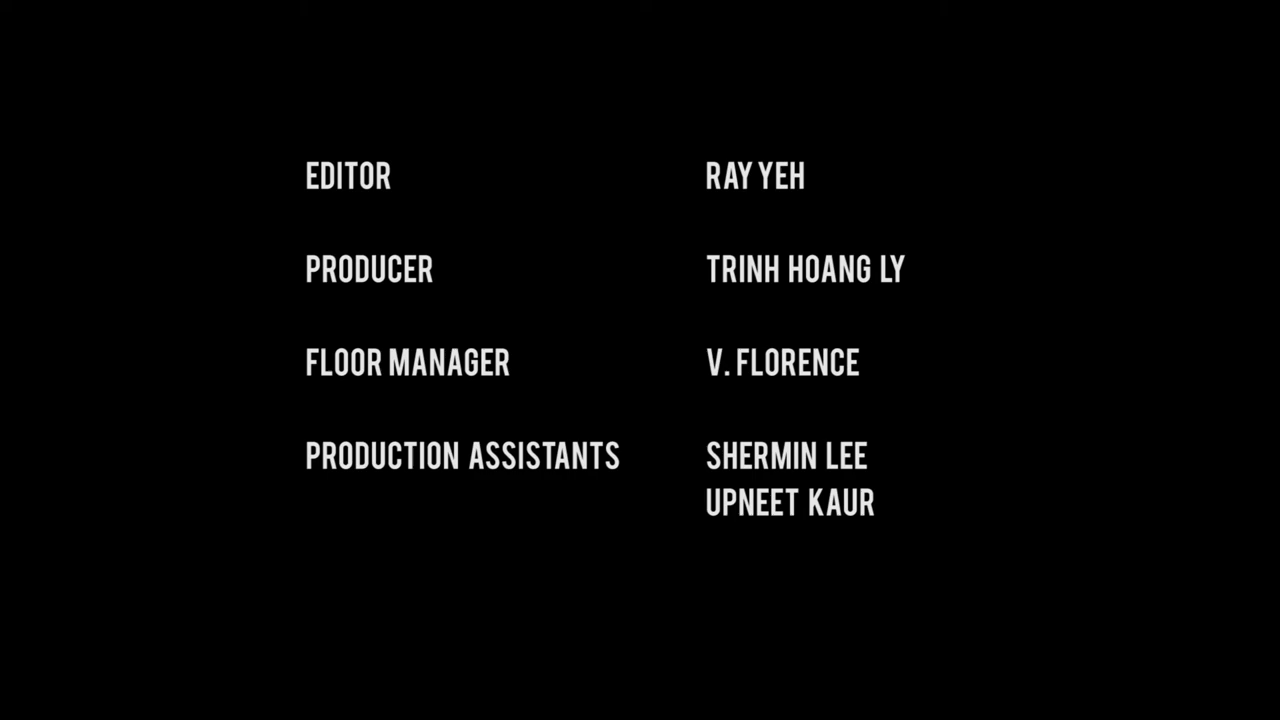 EDITOR RAY YEH
PRODUCER TRINH HOANG LY
FLOOR MANAGER V. FLORENCE
PRODUCTION ASSISTANTS SHERMIN LEE
UPNEET KAUR